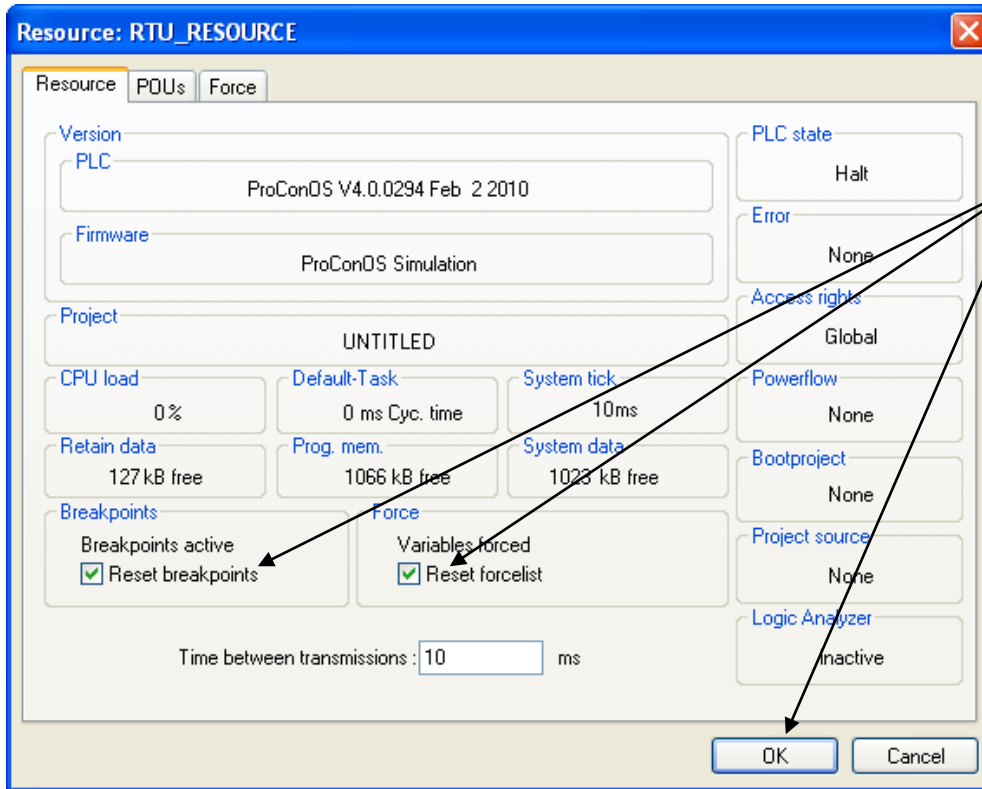 Resource: RTU_RESOURCE
Resource POUs Force
Version
PLC
ProConOS V4.0.0294 Feb 2 2010
Firmware
ProConOS Simulation
Project
UNTITLED
CPU load
0%
Default-Task
0 ms Cyc. time
System tick
10ms
Retain data
127 kB free
Prog. mem.
1066 kB free
System data
1023 kB free
Breakpoints
Breakpoints active
Reset breakpoints
Force
Variables forced
Reset forcelist
Time between transmissions : 10 ms
PLC state
Halt
Error
None
Access rights
Global
Powerflow
None
Bootproject
None
Project source
None
Logic Analyzer
Inactive
OK Cancel